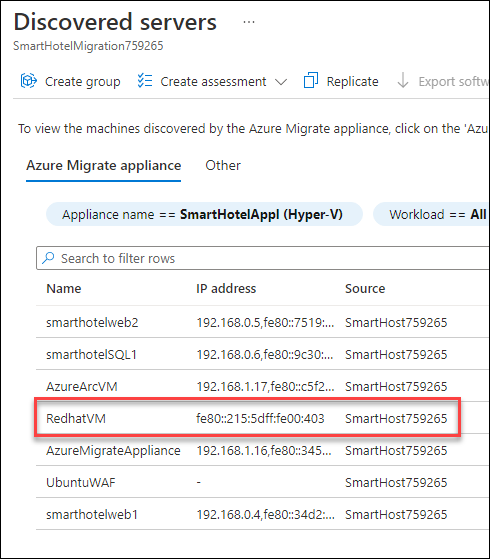 Discovered servers ...
SmartHotelMigration759265
Create group Create assessment Replicate Export softw
To view the machines discovered by the Azure Migrate appliance, click on the 'Azu
Azure Migrate appliance Other
Appliance name == SmartHotelAppl (Hyper-V) Workload == All
Search to filter rows
Name IP address Source
smarthotelweb2 192.168.0.5,fe80::7519:... SmartHost759265
smarthotelSQL1 192.168.0.6,fe80::9c30:... SmartHost759265
AzureArcVM 192.168.1.17,fe80::c5f2... SmartHost759265
RedhatVM fe80::215:5dff:fe00:403 SmartHost759265
AzureMigrateAppliance 192.168.1.16,fe80::345... SmartHost759265
UbuntuWAF - SmartHost759265
smarthotelweb1 192.168.0.4,fe80::34d2:... SmartHost759265